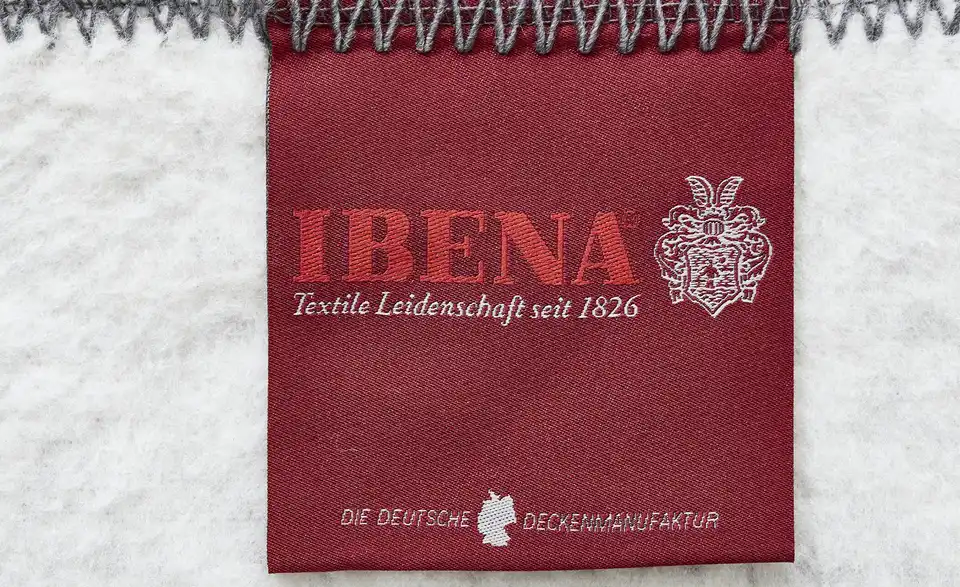 IBENA
Textile Leidenschaft seit 1826
DIE DEUTSCHE DECKENMANUFAKTUR